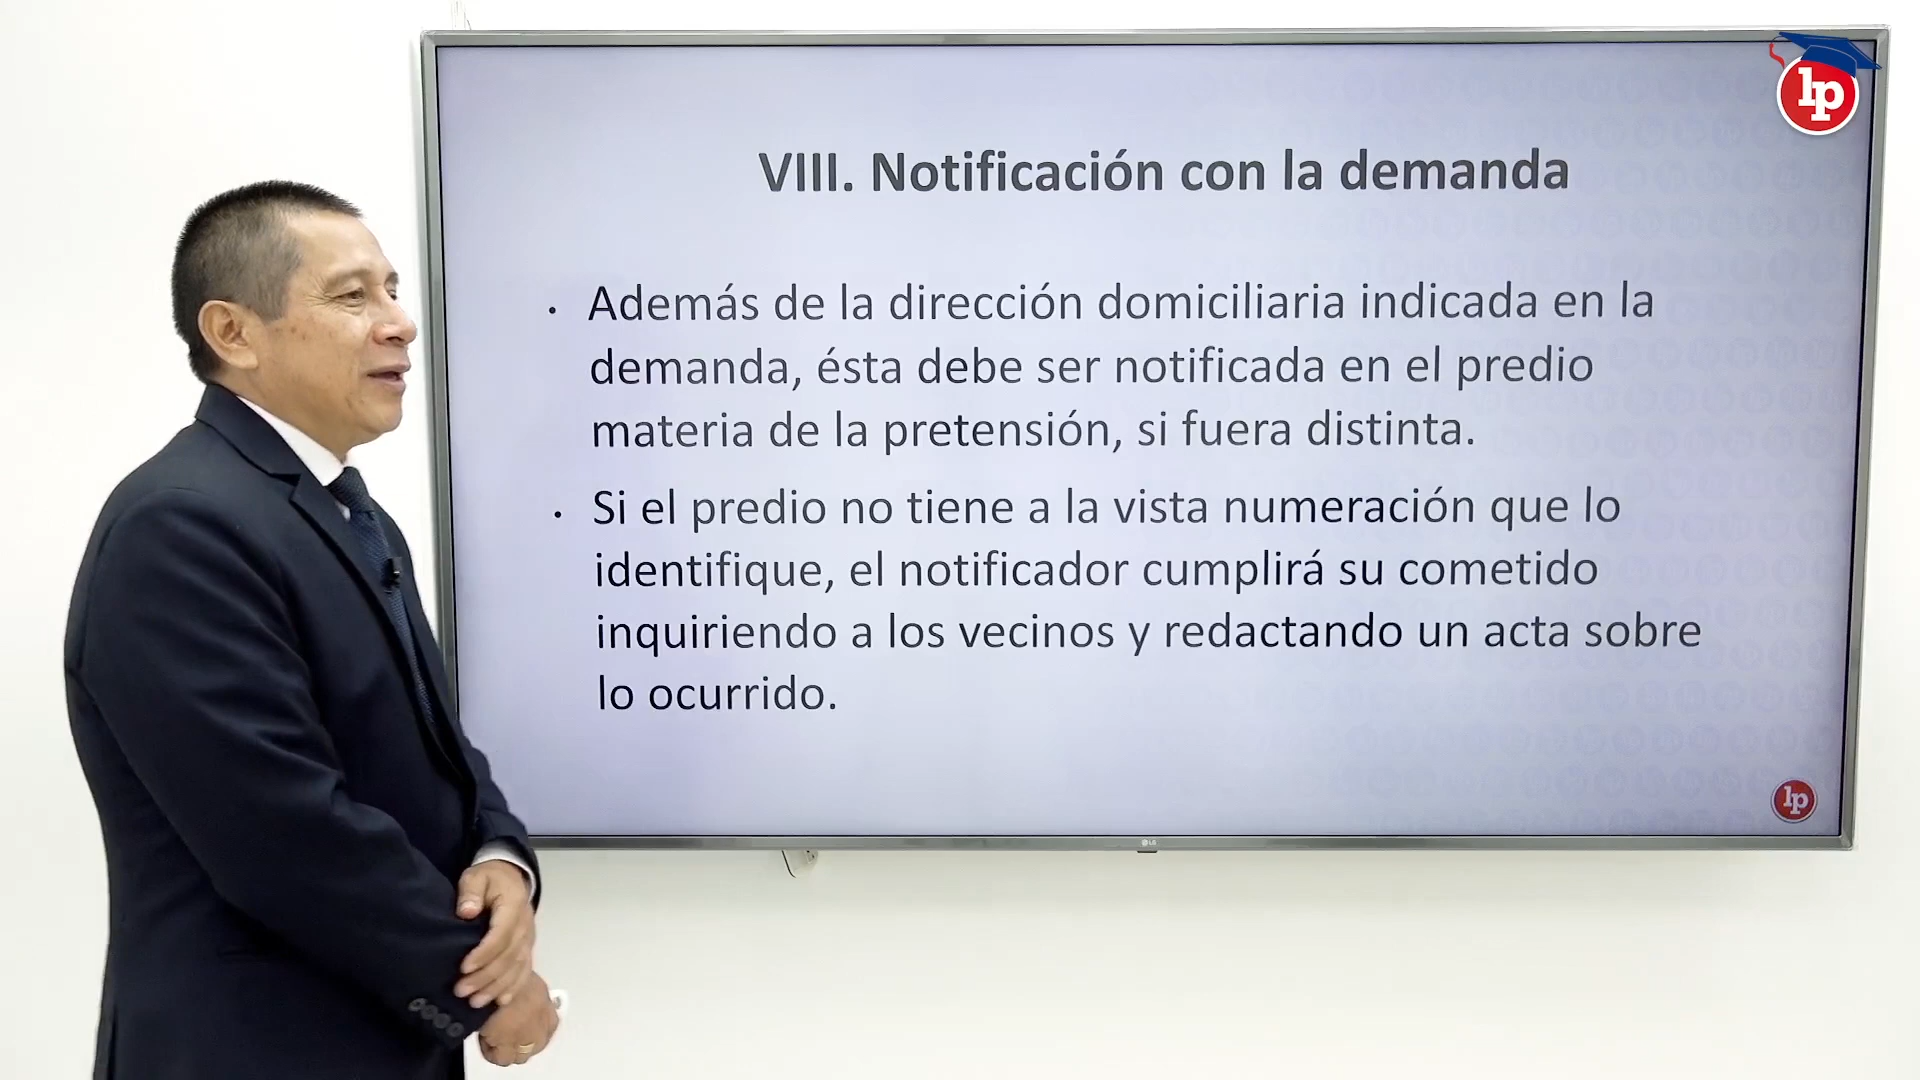 lp
VIII. Notificación con la demanda
• Además de la dirección domiciliaria indicada en la
demanda, ésta debe ser notificada en el predio
materia de la pretensión, si fuera distinta.
• Si el predio no tiene a la vista numeración que lo
identifique, el notificador cumplirá su cometido
inquiriendo a los vecinos y redactando un acta sobre
lo ocurrido.
lp
LG